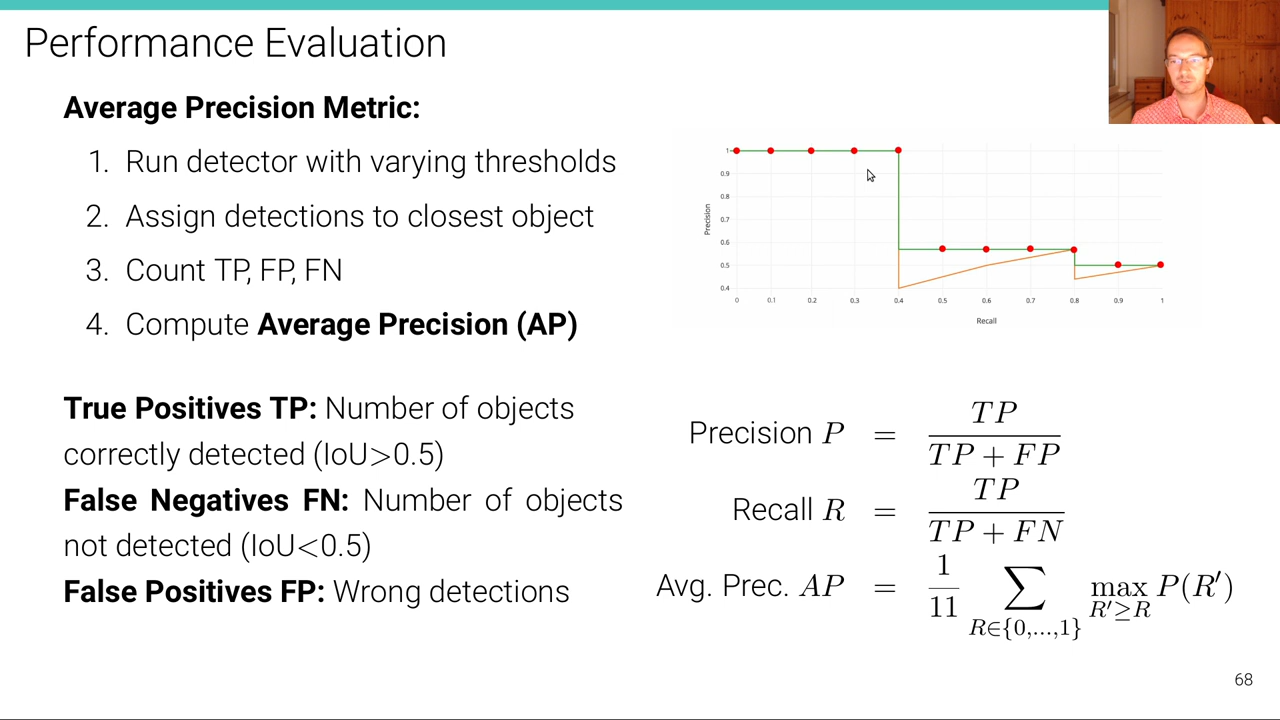 Performance Evaluation
Average Precision Metric:
1. Run detector with varying thresholds
2. Assign detections to closest object
3. Count TP, FP, FN
4. Compute Average Precision (AP)
True Positives TP: Number of objects
correctly detected (IoU>0.5)
False Negatives FN: Number of objects
not detected (IoU<0.5)
False Positives FP: Wrong detections
Precision
1
0.9
0.8
0.7
0.6
0.5
0.4
0 0.1 0.2 0.3 0.4 0.5 0.6 0.7 0.8 0.9 1
Recall
Precision P = TP / (TP + FP)
Recall R = TP / (TP + FN)
Avg. Prec. AP = 1/11 ∑ R∈{0,...,1} max R′≥R P(R′)
68